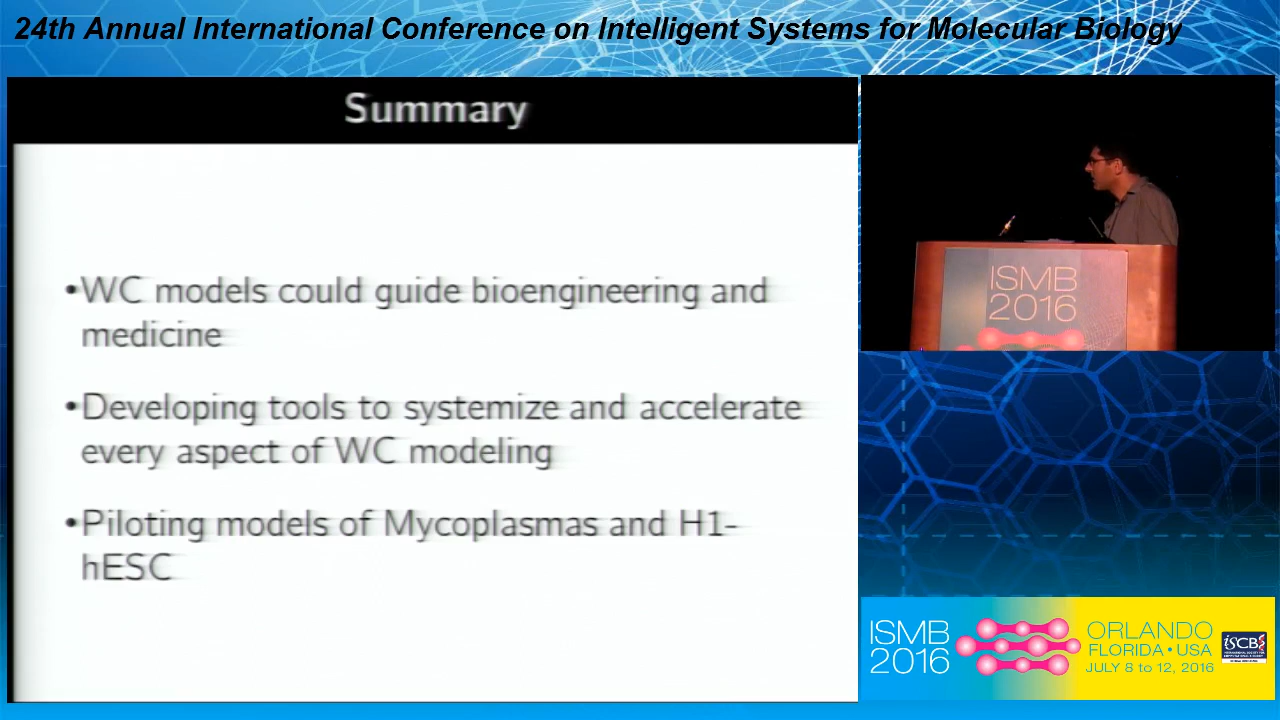 24th Annual International Conference on Intelligent Systems for Molecular Biology
Summary
•WC models could guide bioengineering and
medicine
•Developing tools to systemize and accelerate
every aspect of WC modeling
•Piloting models of Mycoplasmas and H1-
hESC
ISMB
2016
ISMB
2016
ORLANDO
FLORIDA • USA
JULY 8 to 12, 2016
ISCB